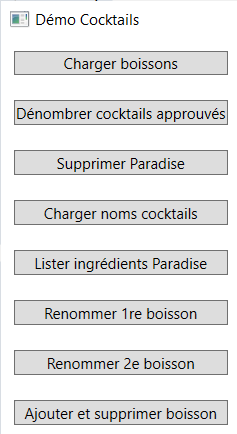 Démo Cocktails
Charger boissons
Dénombrer cocktails approuvés
Supprimer Paradise
Charger noms cocktails
Lister ingrédients Paradise
Renommer 1re boisson
Renommer 2e boisson
Ajouter et supprimer boisson